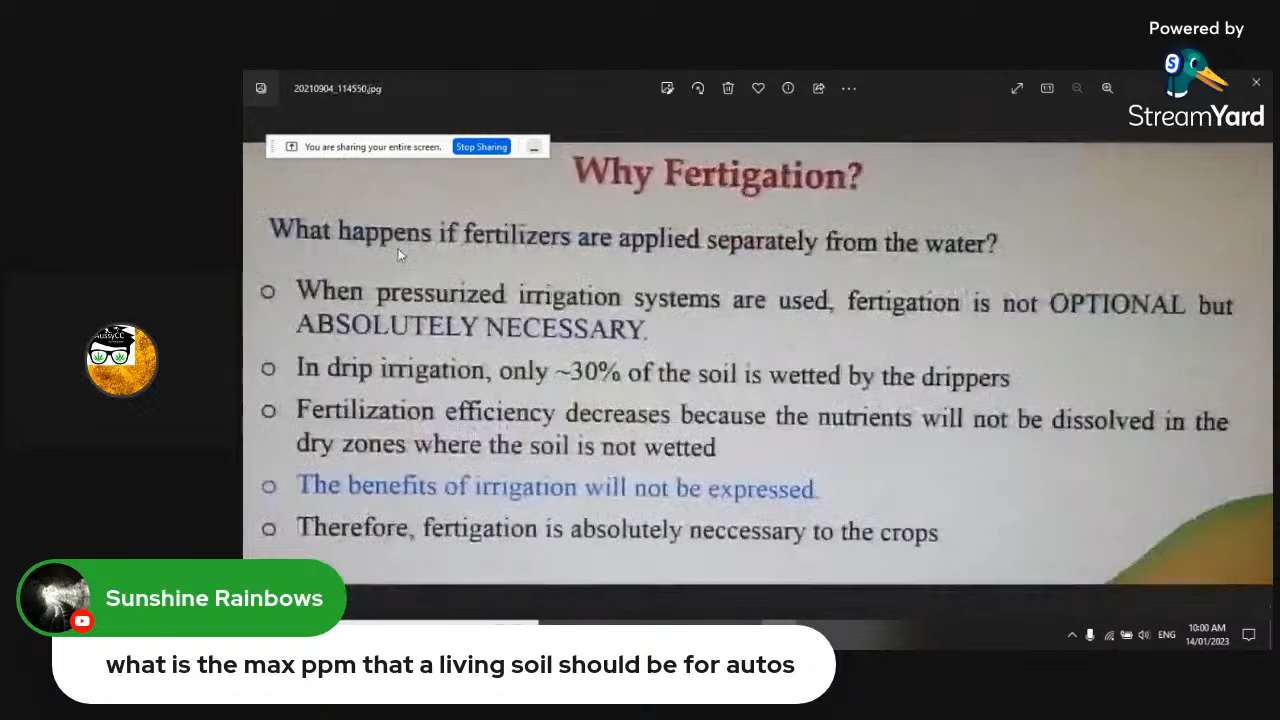 Powered by
S
StreamYard
20210904_114550.jpg
You are sharing your entire screen.
Stop Sharing
Why Fertigation?
What happens if fertilizers are applied separately from the water?
o When pressurized irrigation systems are used, fertigation is not OPTIONAL but
ABSOLUTELY NECESSARY.
o In drip irrigation, only ~30% of the soil is wetted by the drippers
o Fertilization efficiency decreases because the nutrients will not be dissolved in the
dry zones where the soil is not wetted
o The benefits of irrigation will not be expressed.
o Therefore, fertigation is absolutely neccessary to the crops
AussyCC
Sunshine Rainbows
what is the max ppm that a living soil should be for autos
ENG
10:00 AM
14/01/2023